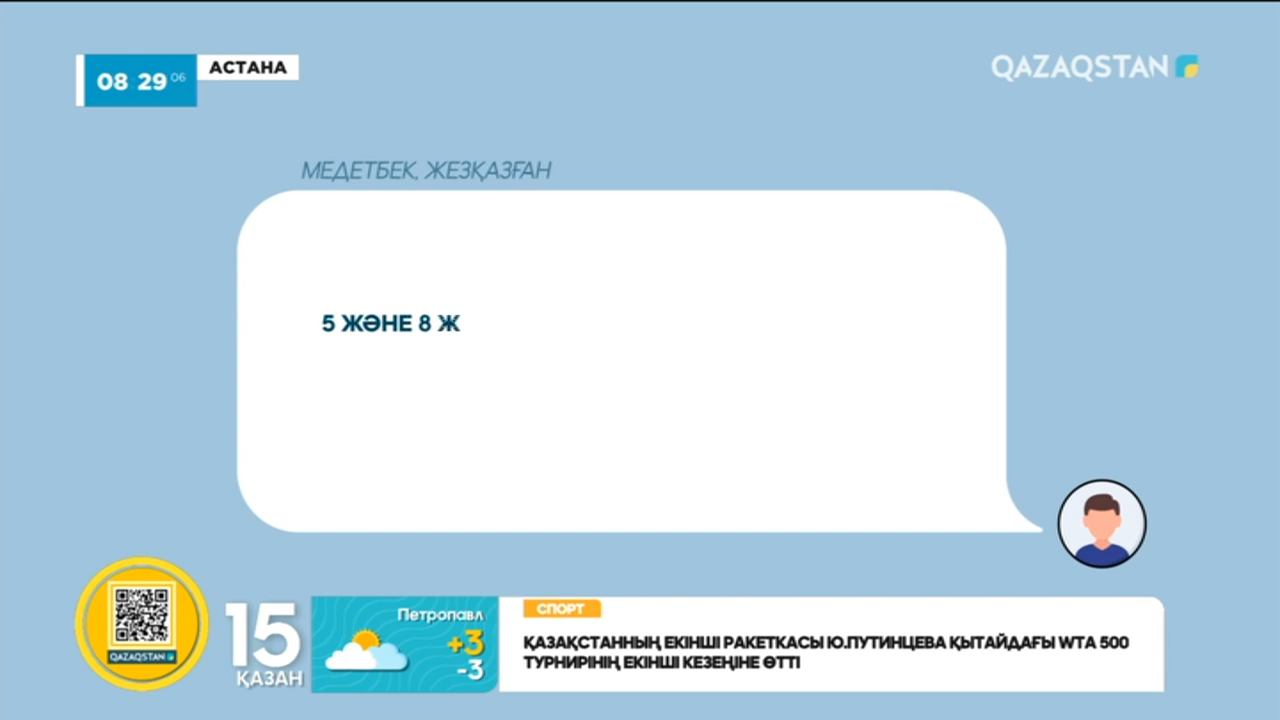 08 29 06
АСТАНА
QAZAQSTAN
МЕДЕТБЕК, ЖЕЗҚАЗҒАН
5 ЖӘНЕ 8 Ж
QAZAQSTAN
15
ҚАЗАН
Петропавл
+3
-3
СПОРТ
ҚАЗАҚСТАННЫҢ ЕКІНШІ РАКЕТКАСЫ Ю.ПУТИНЦЕВА ҚЫТАЙДАҒЫ WTA 500
ТУРНИРІНІҢ ЕКІНШІ КЕЗЕҢІНЕ ӨТТІ